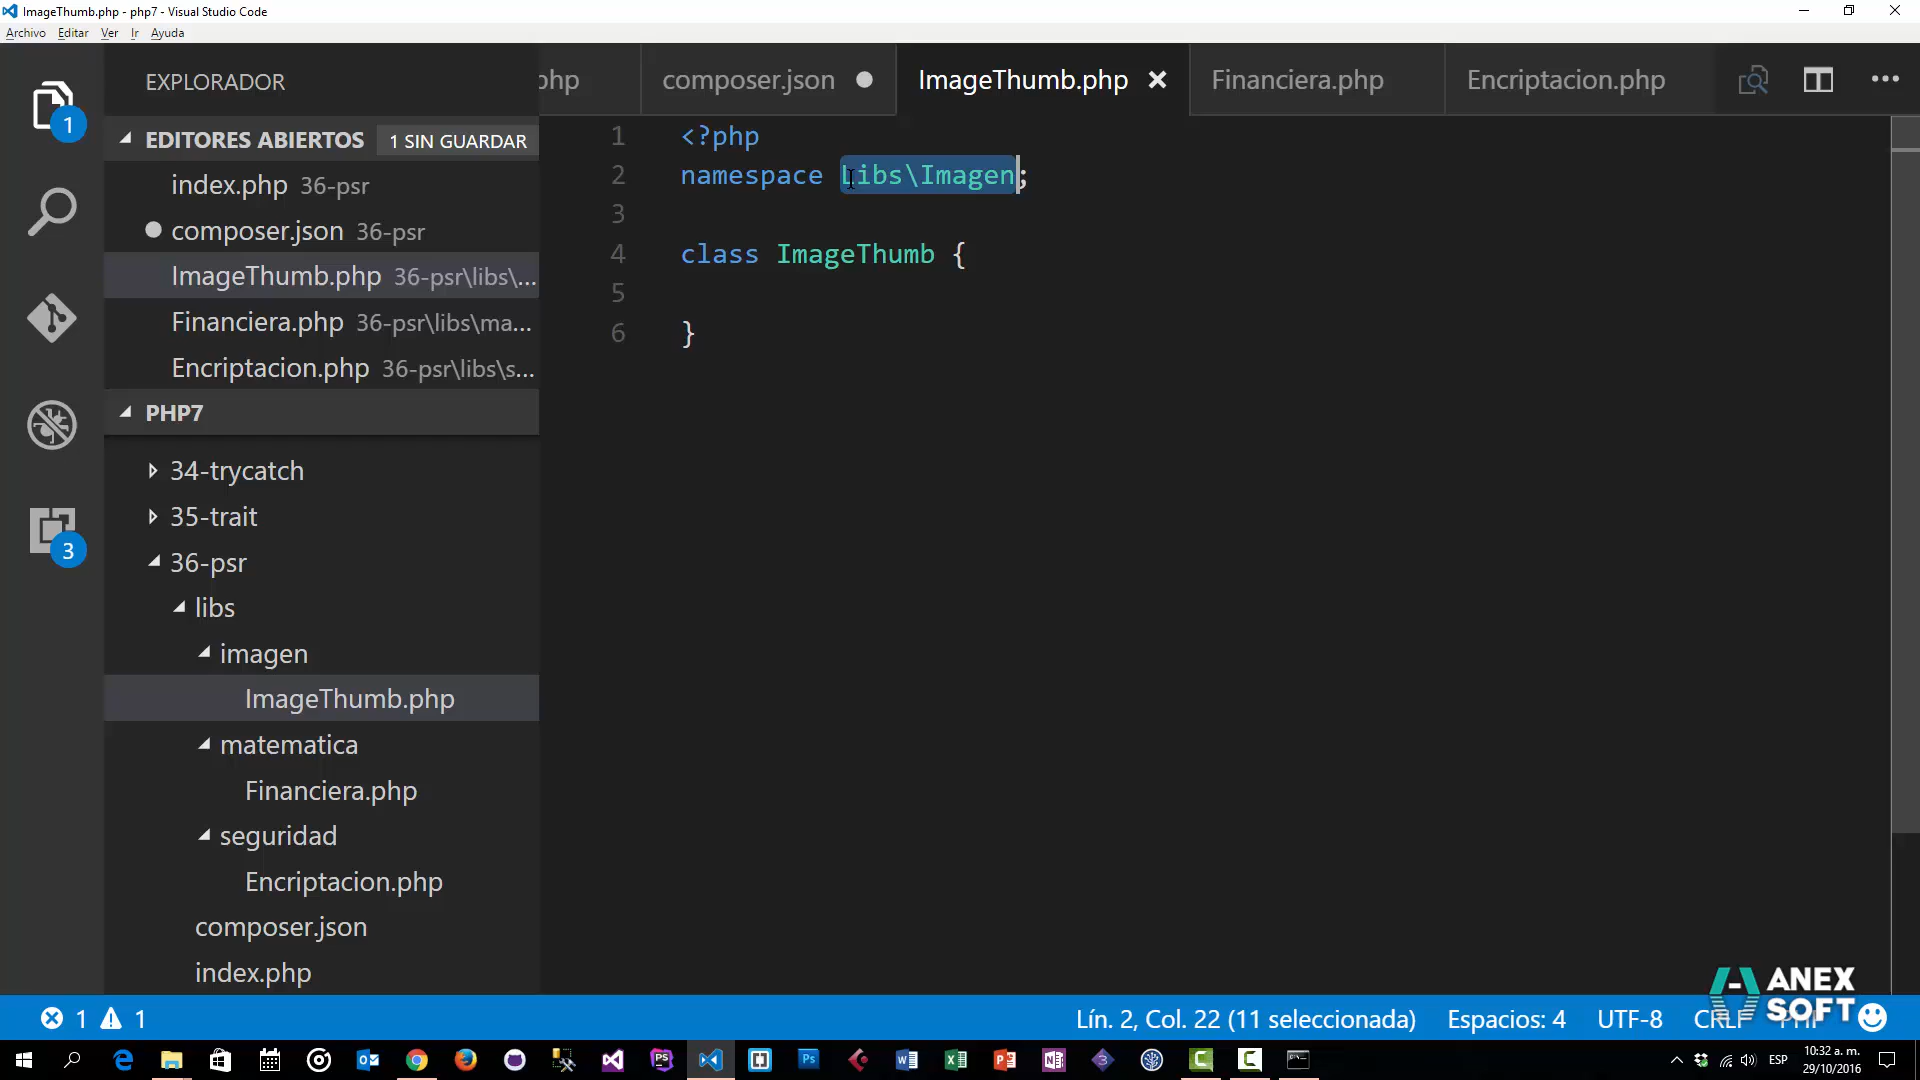 ImageThumb.php - php7 - Visual Studio Code
Archivo Editar Ver Ir Ayuda
EXPLORADOR
php composer.json ImageThumb.php Financiera.php Encriptacion.php
EDITORES ABIERTOS 1 SIN GUARDAR
index.php 36-psr
composer.json 36-psr
ImageThumb.php 36-psr\libs\...
Financiera.php 36-psr\libs\ma...
Encriptacion.php 36-psr\libs\s...
PHP7
34-trycatch
35-trait
36-psr
libs
imagen
ImageThumb.php
matematica
Financiera.php
seguridad
Encriptacion.php
composer.json
index.php
1
3
1 <?php
2 namespace Libs\Imagen;
3
4 class ImageThumb {
5
6 }
ANEX
SOFT
1 1 Lín. 2, Col. 22 (11 seleccionada) Espacios: 4 UTF-8 CRLF PHP
ESP
10:32 a. m.
29/10/2016